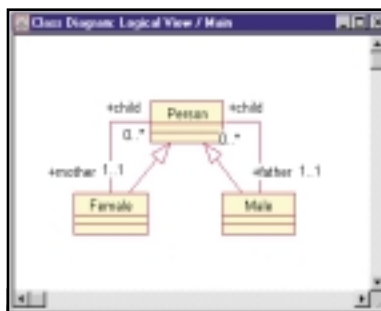 Class Diagram: Logical View / Main
+child
Person
+child
0..*
0..*
+mother 1..1
+father 1..1
Female
Male